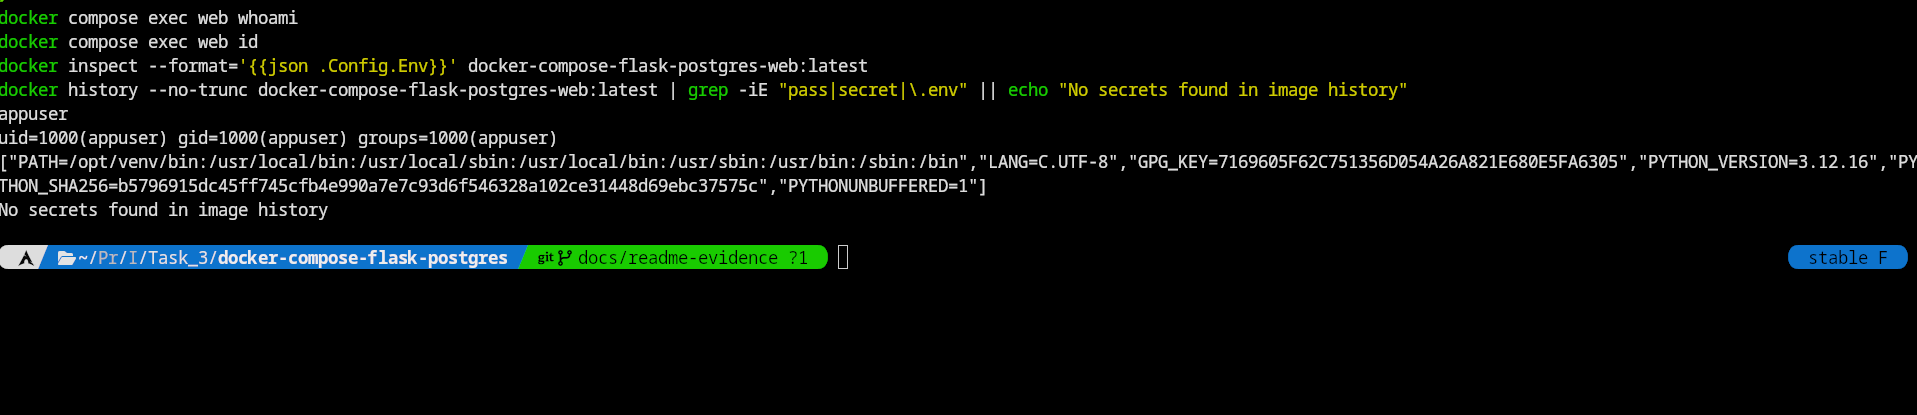 docker compose exec web whoami
docker compose exec web id
docker inspect --format='{{json .Config.Env}}' docker-compose-flask-postgres-web:latest
docker history --no-trunc docker-compose-flask-postgres-web:latest | grep -iE "pass|secret|\.env" || echo "No secrets found in image history"
appuser
uid=1000(appuser) gid=1000(appuser) groups=1000(appuser)
["PATH=/opt/venv/bin:/usr/local/bin:/usr/local/sbin:/usr/local/bin:/usr/sbin:/usr/bin:/sbin:/bin","LANG=C.UTF-8","GPG_KEY=7169605F62C751356D054A26A821E680E5FA6305","PYTHON_VERSION=3.12.16","PY
THON_SHA256=b5796915dc45ff745cfb4e990a7e7c93d6f546328a102ce31448d69ebc37575c","PYTHONUNBUFFERED=1"]
No secrets found in image history
~/Pr/I/Task_3/docker-compose-flask-postgres git docs/readme-evidence ?1 stable F